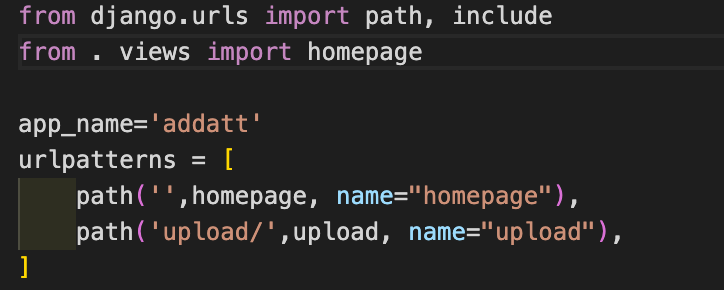 from django.urls import path, include
from . views import homepage
app_name='addatt'
urlpatterns = [
path('',homepage, name="homepage"),
path('upload/',upload, name="upload"),
]